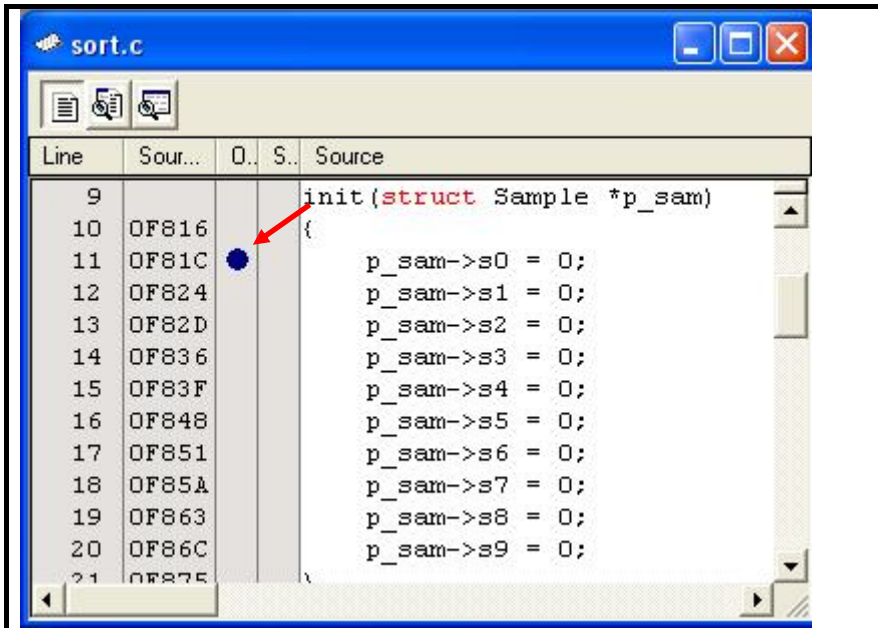 sort.c
Line Sour... O.. S.. Source
9 init(struct Sample *p_sam)
10 0F816 {
11 0F81C p_sam->s0 = 0;
12 0F824 p_sam->s1 = 0;
13 0F82D p_sam->s2 = 0;
14 0F836 p_sam->s3 = 0;
15 0F83F p_sam->s4 = 0;
16 0F848 p_sam->s5 = 0;
17 0F851 p_sam->s6 = 0;
18 0F85A p_sam->s7 = 0;
19 0F863 p_sam->s8 = 0;
20 0F86C p_sam->s9 = 0;
21 0F875 }